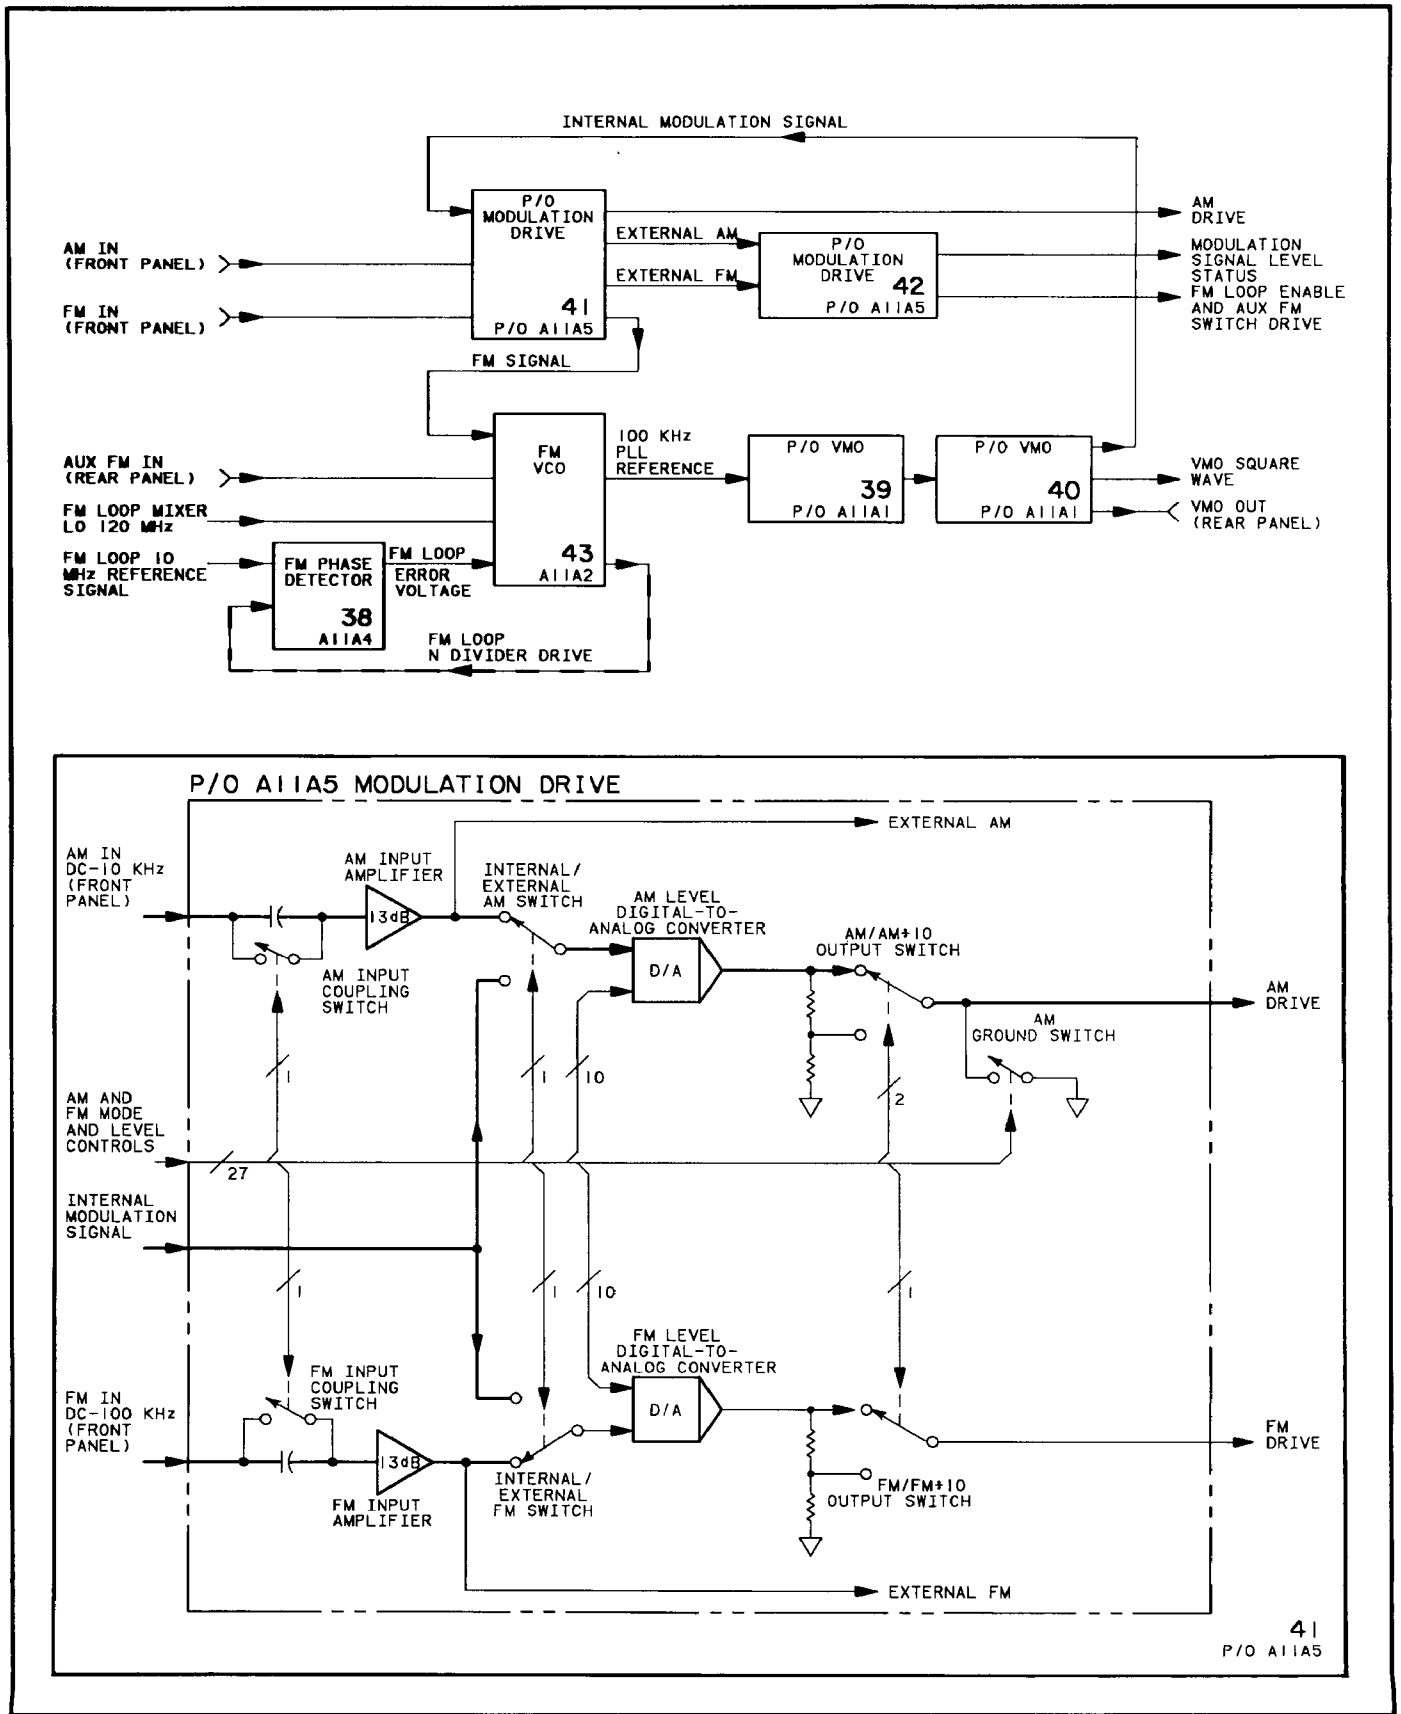 INTERNAL MODULATION SIGNAL
P/O
MODULATION
DRIVE
41
P/O A11A5
AM IN
(FRONT PANEL)
FM IN
(FRONT PANEL)
EXTERNAL AM
EXTERNAL FM
P/O
MODULATION
DRIVE
42
P/O A11A5
AM
DRIVE
MODULATION
SIGNAL LEVEL
STATUS
FM LOOP ENABLE
AND AUX FM
SWITCH DRIVE
FM SIGNAL
AUX FM IN
(REAR PANEL)
FM LOOP MIXER
LO 120 MHz
FM LOOP 10
MHz REFERENCE
SIGNAL
FM PHASE
DETECTOR
38
A11A4
FM LOOP
ERROR
VOLTAGE
FM
VCO
43
A11A2
FM LOOP
N DIVIDER DRIVE
100 KHz
PLL
REFERENCE
P/O VMO
39
P/O A11A1
P/O VMO
40
P/O A11A1
VMO SQUARE
WAVE
VMO OUT
(REAR PANEL)
P/O A11A5 MODULATION DRIVE
EXTERNAL AM
AM IN
DC-10 KHz
(FRONT
PANEL)
AM INPUT
AMPLIFIER
13dB
AM INPUT
COUPLING
SWITCH
INTERNAL/
EXTERNAL
AM SWITCH
AM LEVEL
DIGITAL-TO-
ANALOG CONVERTER
D/A
AM/AM÷10
OUTPUT SWITCH
AM
GROUND SWITCH
AM
DRIVE
1
1
10
2
AM AND
FM MODE
AND LEVEL
CONTROLS
27
INTERNAL
MODULATION
SIGNAL
1
1
10
1
FM IN
DC-100 KHz
(FRONT
PANEL)
FM INPUT
COUPLING
SWITCH
13dB
FM INPUT
AMPLIFIER
INTERNAL/
EXTERNAL
FM SWITCH
FM LEVEL
DIGITAL-TO-
ANALOG CONVERTER
D/A
FM/FM÷10
OUTPUT SWITCH
FM
DRIVE
EXTERNAL FM
41
P/O A11A5